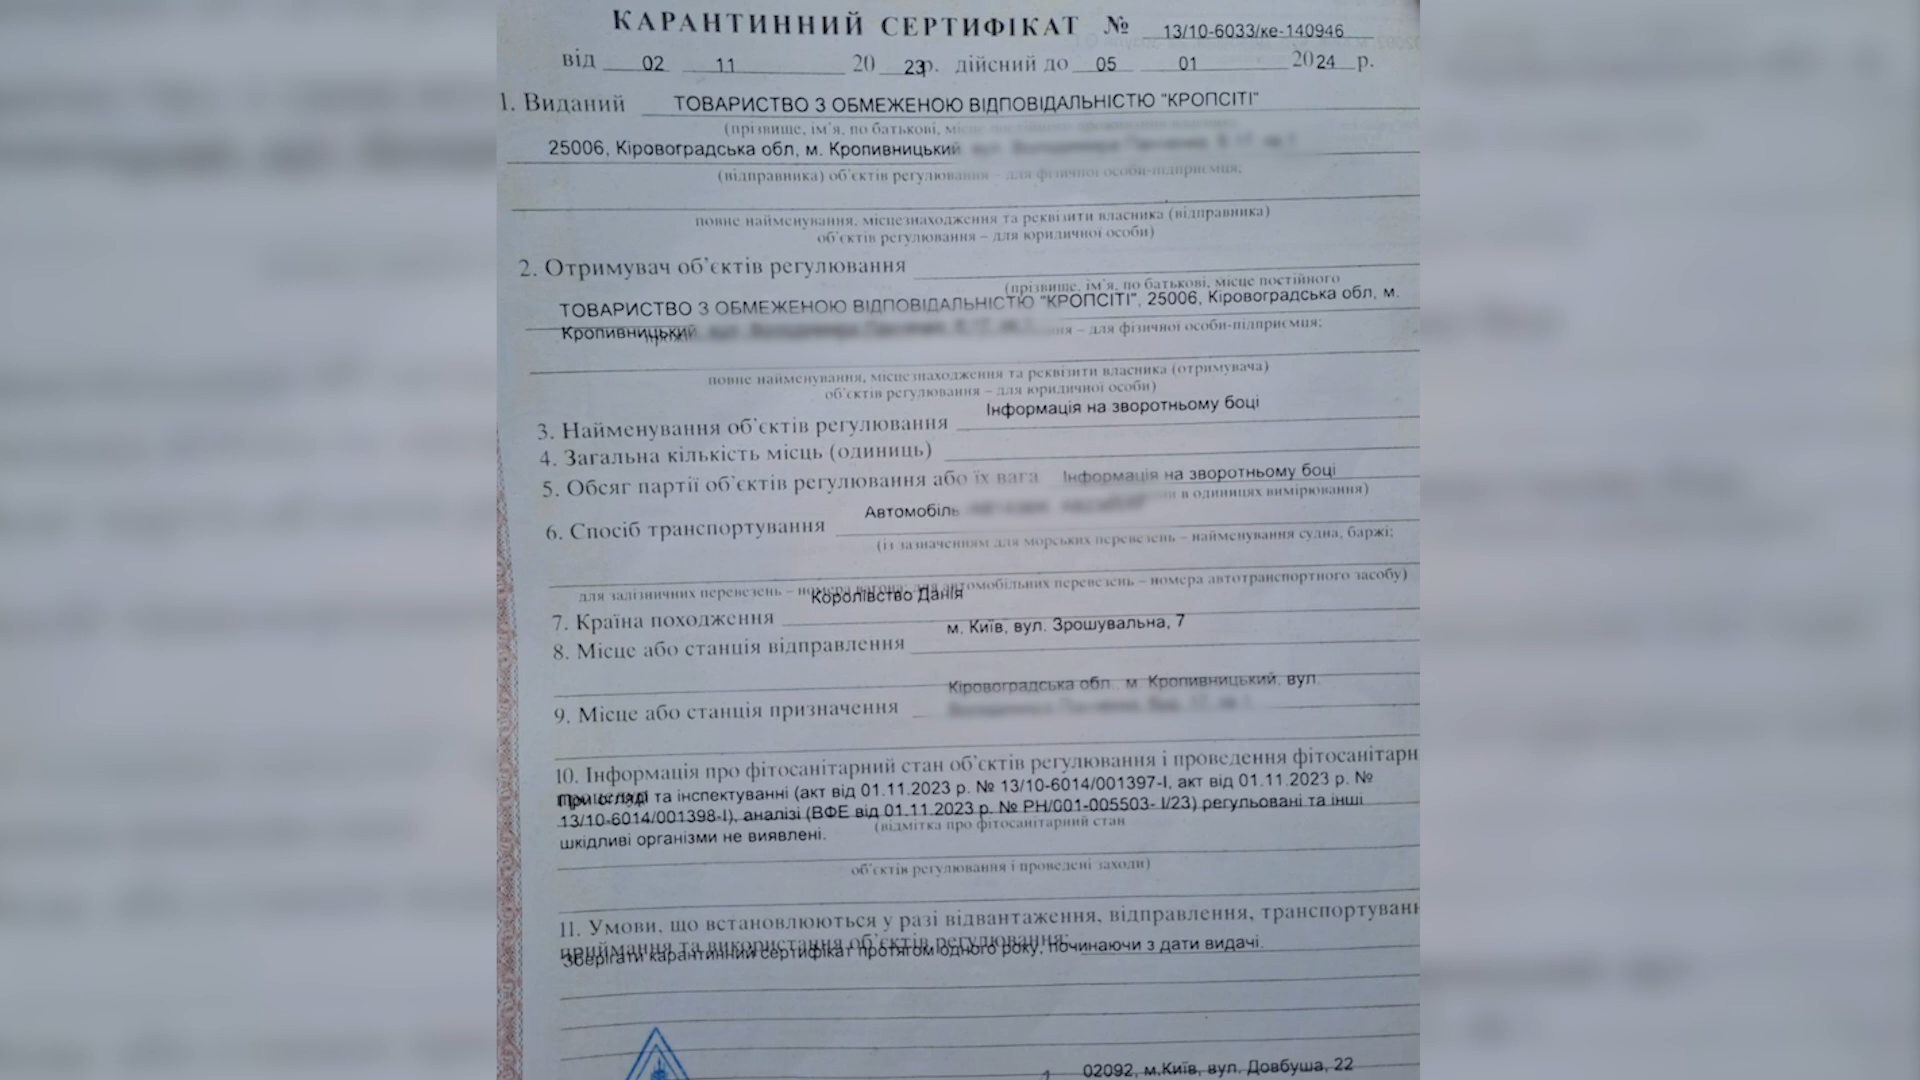 КАРАНТИННИЙ СЕРТИФІКАТ № 13/10-6033/ке-140946
від 02 11 20 23р. дійсний до 05 01 2024 р.
1. Виданий ТОВАРИСТВО З ОБМЕЖЕНОЮ ВІДПОВІДАЛЬНІСТЮ "КРОПСІТІ"
(прізвище, ім'я, по батькові,
25006, Кіровоградська обл, м. Кропивницький
(відправника) об'єктів регулювання – для фізичної особи-підприємця;
повне найменування, місцезнаходження та реквізити власника (відправника)
об'єктів регулювання – для юридичної особи)
2. Отримувач об'єктів регулювання
(прізвище, ім'я, по батькові, місце постійного
ТОВАРИСТВО З ОБМЕЖЕНОЮ ВІДПОВІДАЛЬНІСТЮ "КРОПСІТІ", 25006, Кіровоградська обл, м.
Кропивницький, – для фізичної особи-підприємця;
повне найменування, місцезнаходження та реквізити власника (отримувача)
об'єктів регулювання – для юридичної особи)
Інформація на зворотньому боці
3. Найменування об'єктів регулювання
4. Загальна кількість місць (одиниць)
5. Обсяг партії об'єктів регулювання або їх вага Інформація на зворотньому боці
в одиницях вимірювання)
6. Спосіб транспортування Автомобіль
(із зазначенням для морських перевезень – найменування судна, баржі;
для залізничних перевезень – номера вагона; для автомобільних перевезень – номера автотранспортного засобу)
7. Країна походження Королівство Данія
8. Місце або станція відправлення м. Київ, вул. Зрошувальна, 7
Кіровоградська обл., м. Кропивницький, вул.
9. Місце або станція призначення
10. Інформація про фітосанітарний стан об'єктів регулювання і проведення фітосанітарн
При огляді та інспектуванні (акт від 01.11.2023 р. № 13/10-6014/001397-І, акт від 01.11.2023 р. №
13/10-6014/001398-І), аналізі (ВФЕ від 01.11.2023 р. № РН/001-005503- І/23) регульовані та інші
шкідливі організми не виявлені. (відмітка про фітосанітарний стан
об'єктів регулювання і проведені заходи)
11. Умови, що встановлюються у разі відвантаження, відправлення, транспортуванн
приймання та використання об'єктів регулювання:
Зберігати карантинний сертифікат протягом одного року, починаючи з дати видачі.
02092, м.Київ, вул. Довбуша, 22